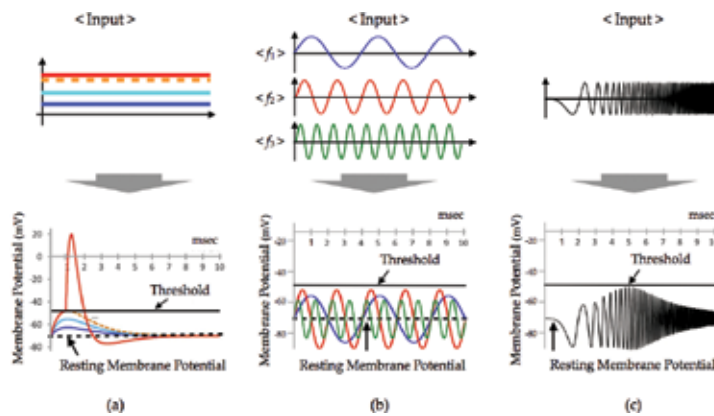 < Input >
< Input >
< Input >
< f1 >
< f2 >
< f3 >
Membrane Potential (mV)
20
0
-20
-40
-60
-80
msec
1 2 3 4 5 6 7 8 9 10
Threshold
Resting Membrane Potential
(a)
Membrane Potential (mV)
-20
-40
-60
-80
msec
1 2 3 4 5 6 7 8 9 10
Threshold
Resting Membrane Potential
(b)
Membrane Potential (mV)
-20
-40
-60
-80
msec
1 2 3 4 5 6 7 8 9 10
Threshold
Resting Membrane Potential
(c)